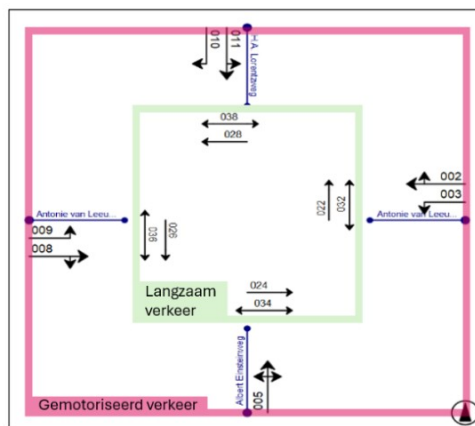 010
011
H.A. Lorentzweg
038
028
002
003
022
032
Antonie van Leeu...
Antonie van Leeu...
009
008
036
026
024
034
Langzaam
verkeer
Albert Einsteinweg
005
Gemotoriseerd verkeer